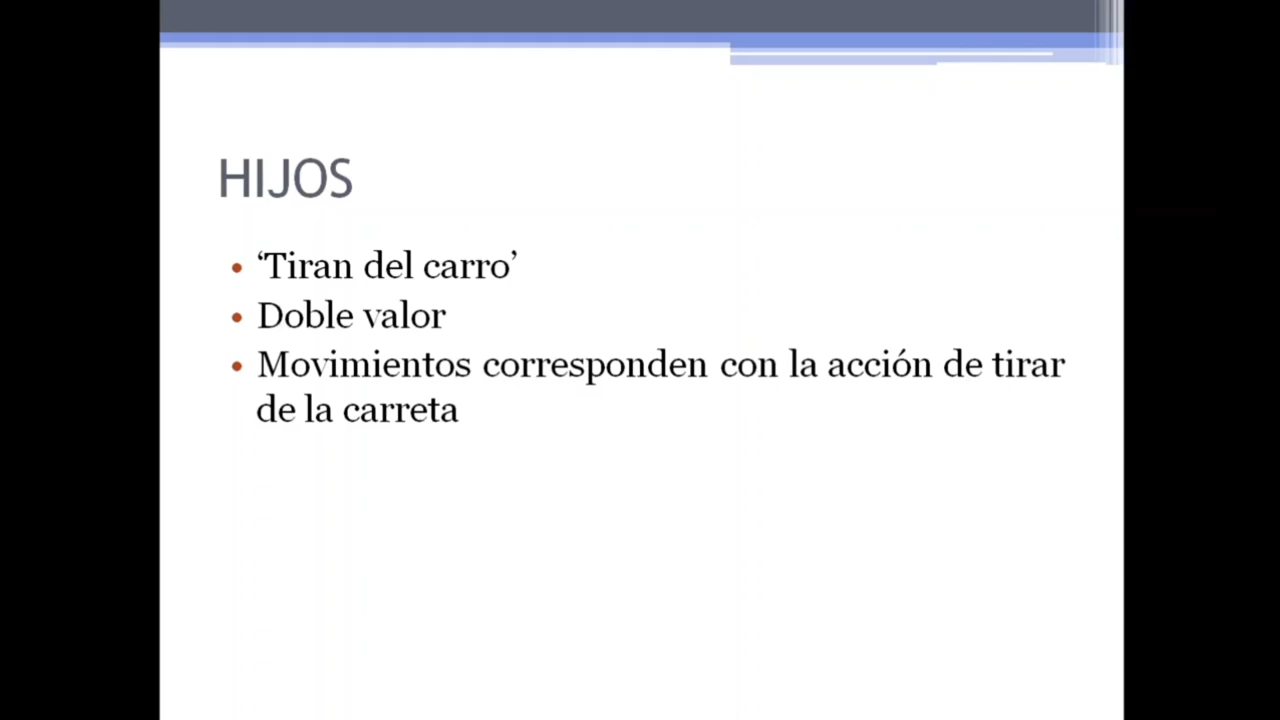 HIJOS
• ‘Tiran del carro’
• Doble valor
• Movimientos corresponden con la acción de tirar
de la carreta